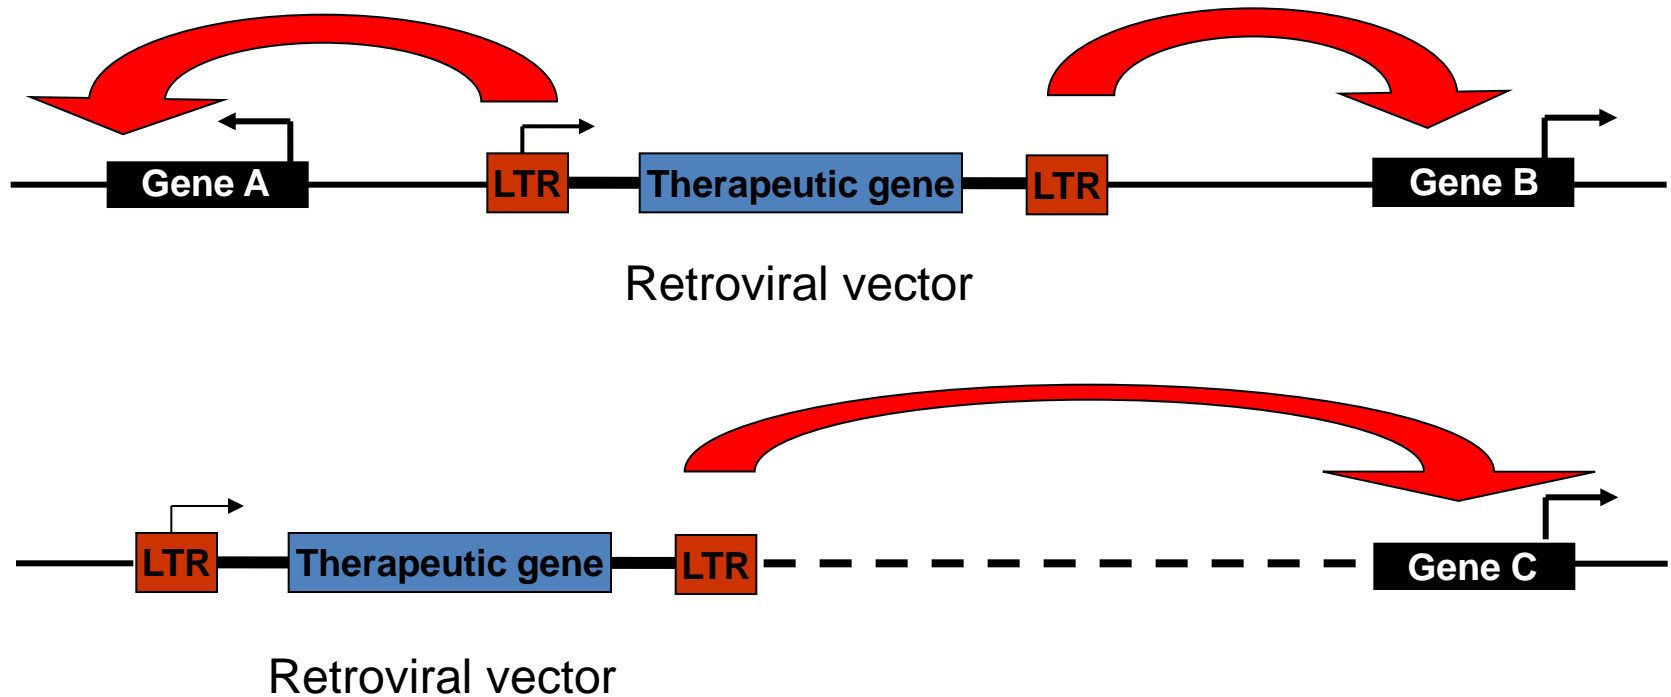 Gene A
LTR
Therapeutic gene
LTR
Gene B
Retroviral vector
LTR
Therapeutic gene
LTR
Gene C
Retroviral vector